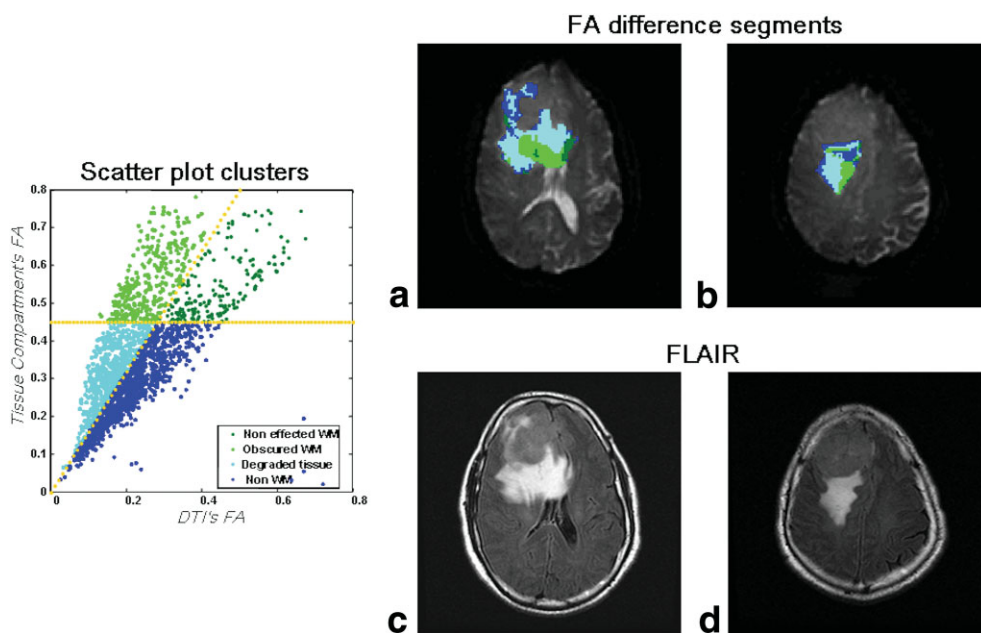 FA difference segments
a
b
Scatter plot clusters
Tissue Compartment's FA
0.8
0.7
0.6
0.5
0.4
0.3
0.2
0.1
0
Non effected WM
Obscured WM
Degraded tissue
Non WM
0 0.2 0.4 0.6 0.8
DTI's FA
FLAIR
c
d